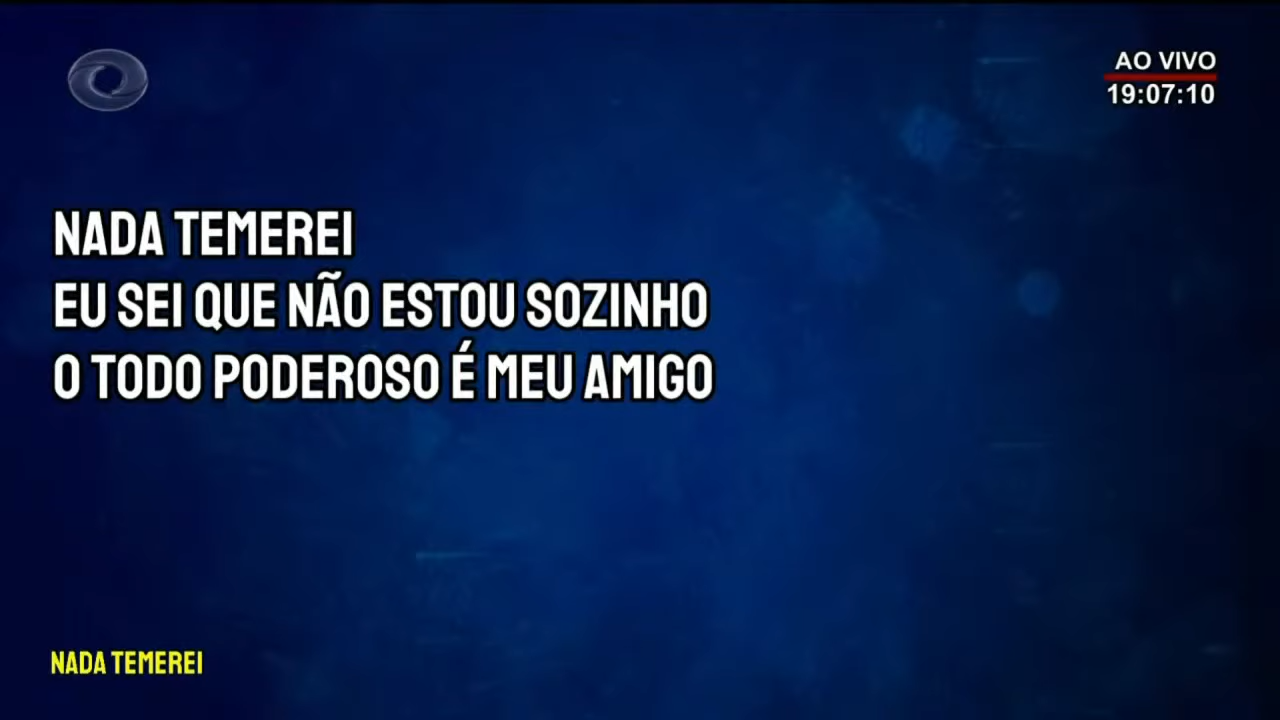 AO VIVO
19:07:10
NADA TEMEREI
EU SEI QUE NÃO ESTOU SOZINHO
O TODO PODEROSO É MEU AMIGO
NADA TEMEREI